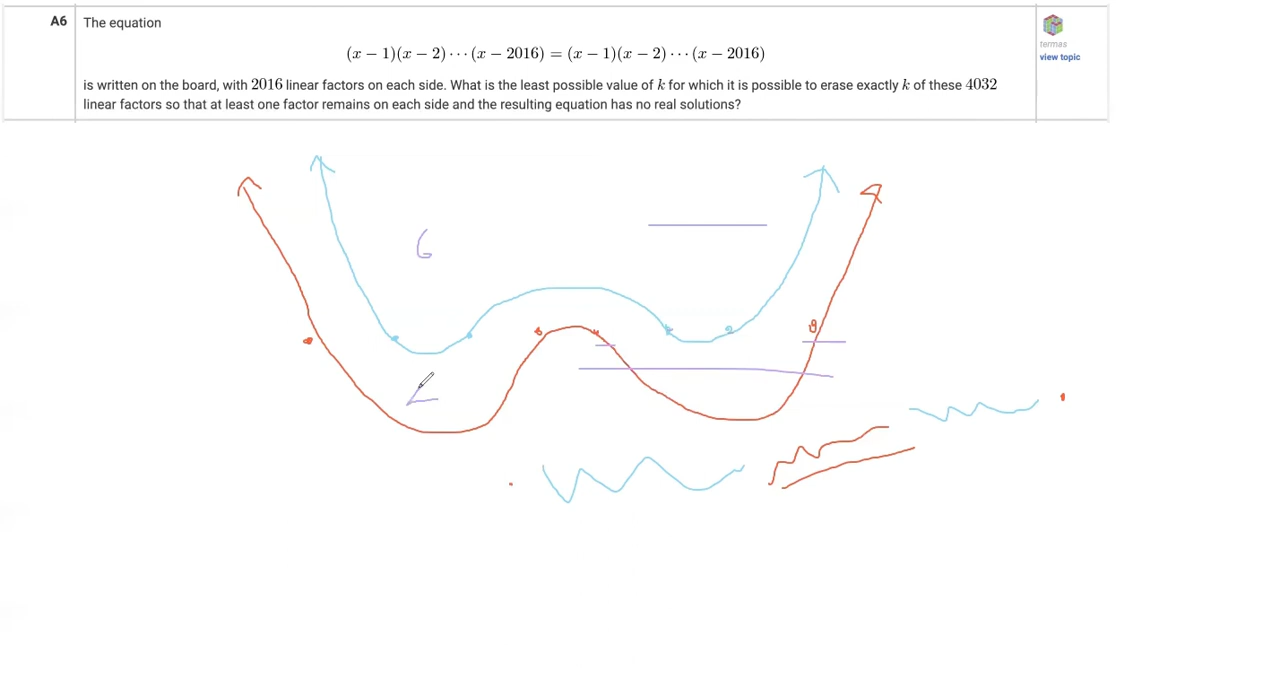 A6
The equation
(x − 1)(x − 2) · · · (x − 2016) = (x − 1)(x − 2) · · · (x − 2016)
is written on the board, with 2016 linear factors on each side. What is the least possible value of k for which it is possible to erase exactly k of these 4032
linear factors so that at least one factor remains on each side and the resulting equation has no real solutions?
termas
view topic